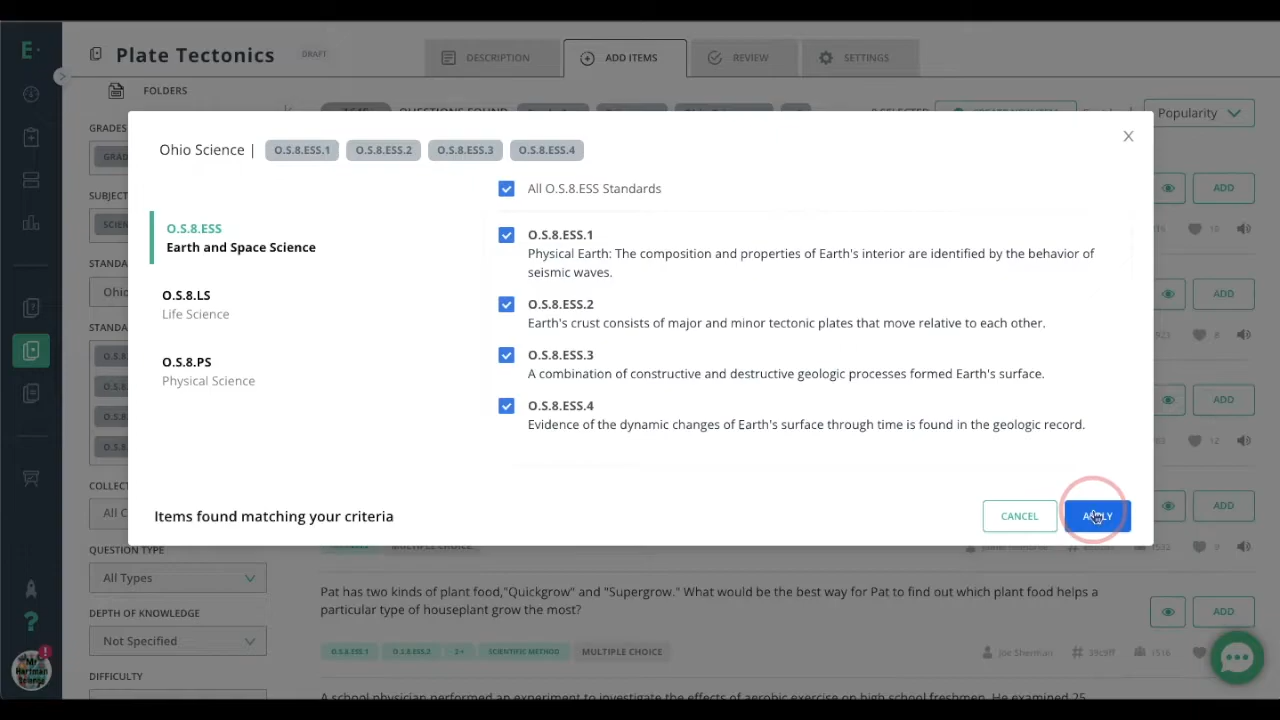 E
Plate Tectonics
DRAFT
DESCRIPTION
ADD ITEMS
REVIEW
SETTINGS
FOLDERS
QUESTIONS FOUND
Popularity
GRADES
SUBJECT
STANDA
Ohio
STANDA
O.S.8
O.S.8
O.S.8
O.S.8
COLLECT
All C
QUESTION TYPE
All Types
DEPTH OF KNOWLEDGE
Not Specified
DIFFICULTY
Ohio Science |
O.S.8.ESS.1
O.S.8.ESS.2
O.S.8.ESS.3
O.S.8.ESS.4
X
O.S.8.ESS
Earth and Space Science
O.S.8.LS
Life Science
O.S.8.PS
Physical Science
All O.S.8.ESS Standards
O.S.8.ESS.1
Physical Earth: The composition and properties of Earth's interior are identified by the behavior of
seismic waves.
O.S.8.ESS.2
Earth's crust consists of major and minor tectonic plates that move relative to each other.
O.S.8.ESS.3
A combination of constructive and destructive geologic processes formed Earth's surface.
O.S.8.ESS.4
Evidence of the dynamic changes of Earth's surface through time is found in the geologic record.
Items found matching your criteria
CANCEL
APPLY
ADD
16
ADD
8
ADD
12
ADD
MULTIPLE CHOICE
1532
9
Pat has two kinds of plant food,"Quickgrow" and "Supergrow." What would be the best way for Pat to find out which plant food helps a
particular type of houseplant grow the most?
ADD
O.S.8.ESS.1
O.S.8.ESS.2
2+
SCIENTIFIC METHOD
MULTIPLE CHOICE
Joe Sherman
39c9ff
1516
A school physician performed an experiment to investigate the effects of aerobic exercise on high school freshmen. He examined 25
Mr
Hartman
Science